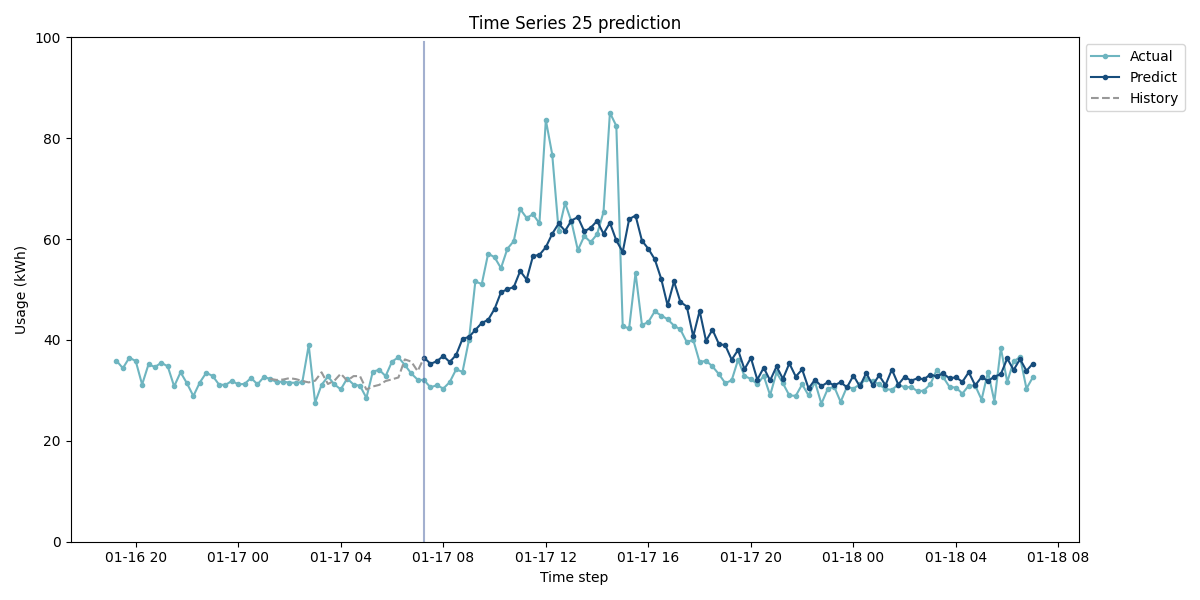 Time Series 25 prediction
Usage (kWh)
100
80
60
40
20
0
01-16 20
01-17 00
01-17 04
01-17 08
01-17 12
01-17 16
01-17 20
01-18 00
01-18 04
01-18 08
Time step
Actual
Predict
History